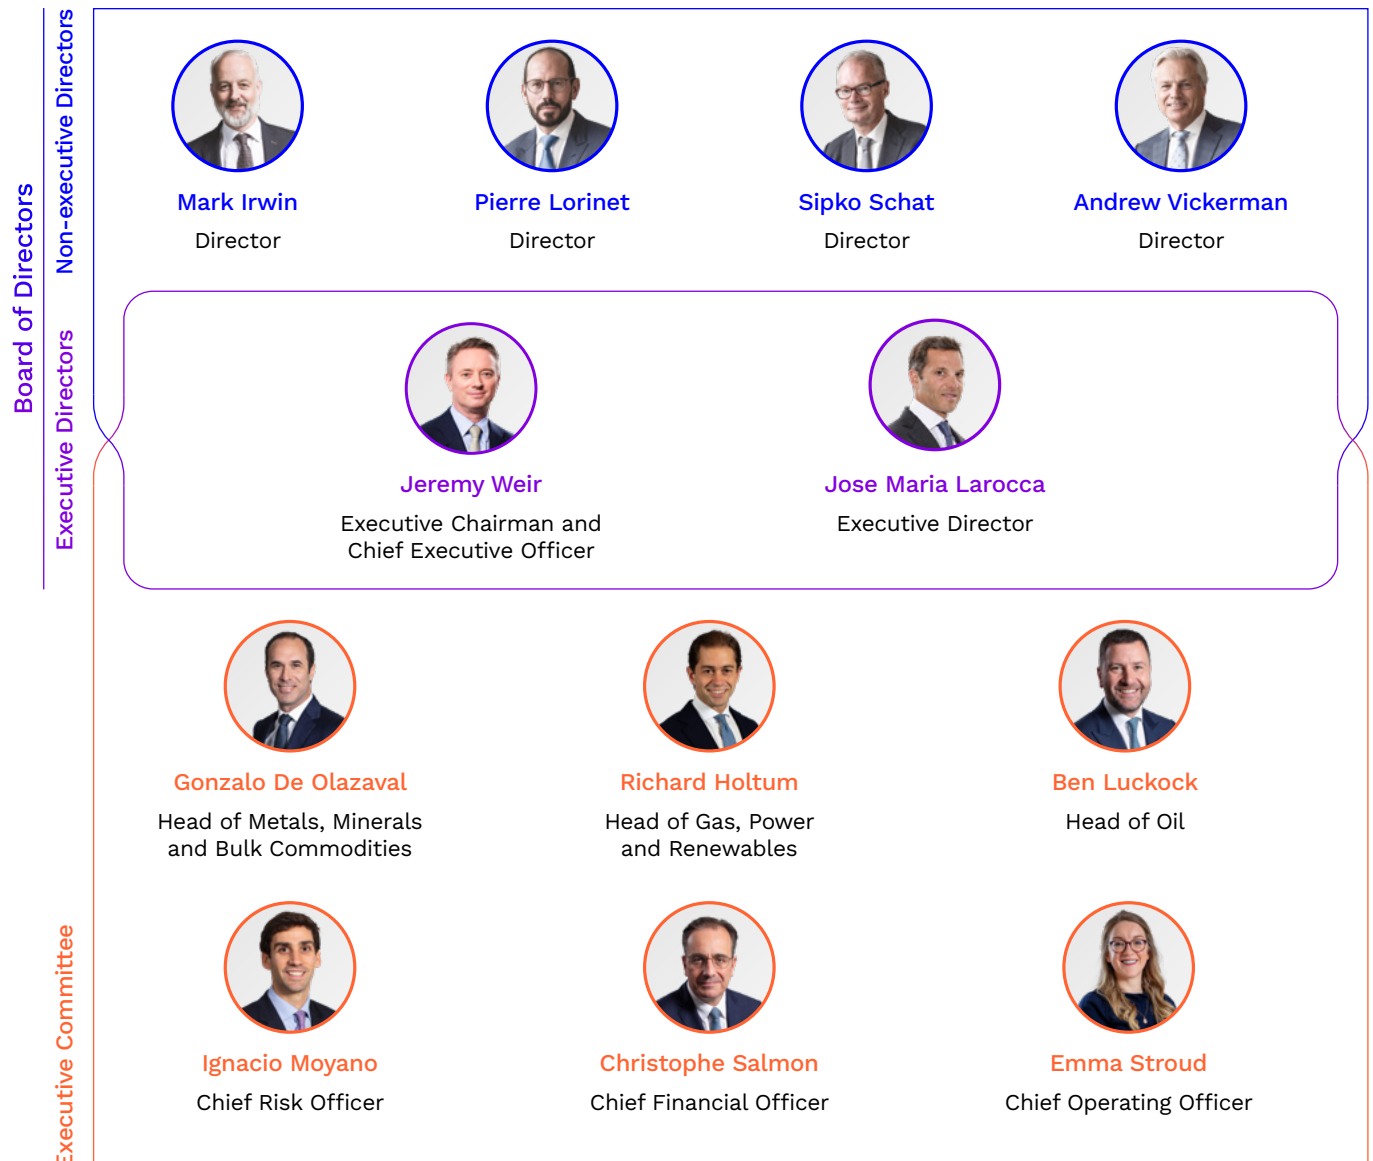 Board of Directors
Non-executive Directors
Mark Irwin
Director
Pierre Lorinet
Director
Sipko Schat
Director
Andrew Vickerman
Director
Executive Directors
Jeremy Weir
Executive Chairman and
Chief Executive Officer
Jose Maria Larocca
Executive Director
Executive Committee
Gonzalo De Olazaval
Head of Metals, Minerals
and Bulk Commodities
Richard Holtum
Head of Gas, Power
and Renewables
Ben Luckock
Head of Oil
Ignacio Moyano
Chief Risk Officer
Christophe Salmon
Chief Financial Officer
Emma Stroud
Chief Operating Officer